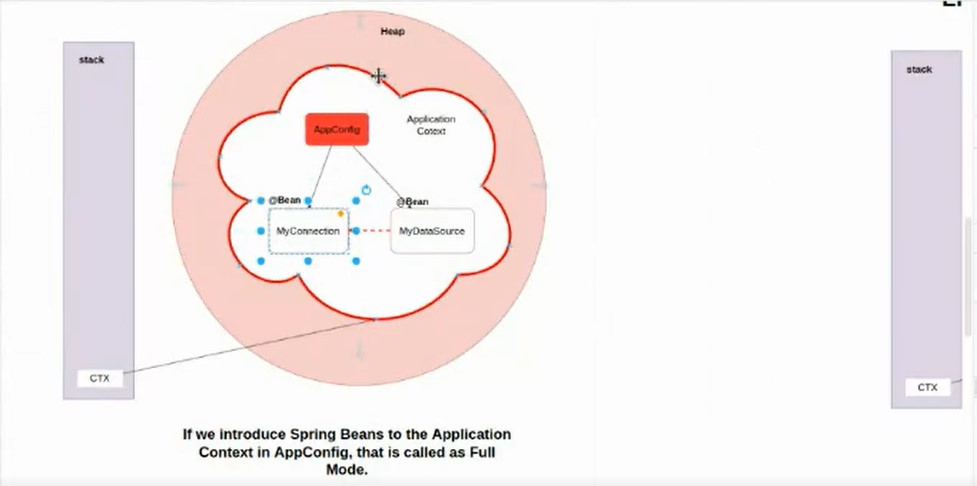 stack
Heap
stack
AppConfig
Application
Cotext
@Bean
@Bean
MyConnection
MyDataSource
CTX
CTX
If we introduce Spring Beans to the Application
Context in AppConfig, that is called as Full
Mode.